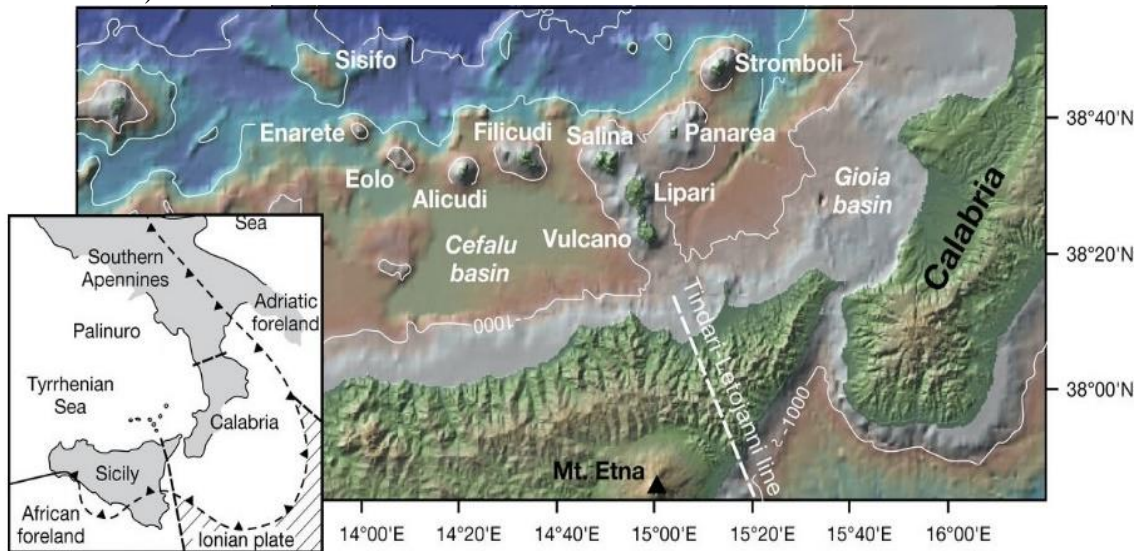 Sisifo
Stromboli
Enarete
Filicudi
Salina
Panarea
38°40'N
Eolo
Alicudi
Lipari
Gioia
basin
Calabria
Cefalu
basin
Vulcano
38°20'N
-1000
Tindari-Letojanni line
-1000
38°00'N
Mt. Etna
14°00'E
14°20'E
14°40'E
15°00'E
15°20'E
15°40'E
16°00'E
Sea
Southern
Apennines
Adriatic
foreland
Palinuro
Tyrrhenian
Sea
Calabria
Sicily
African
foreland
Ionian plate